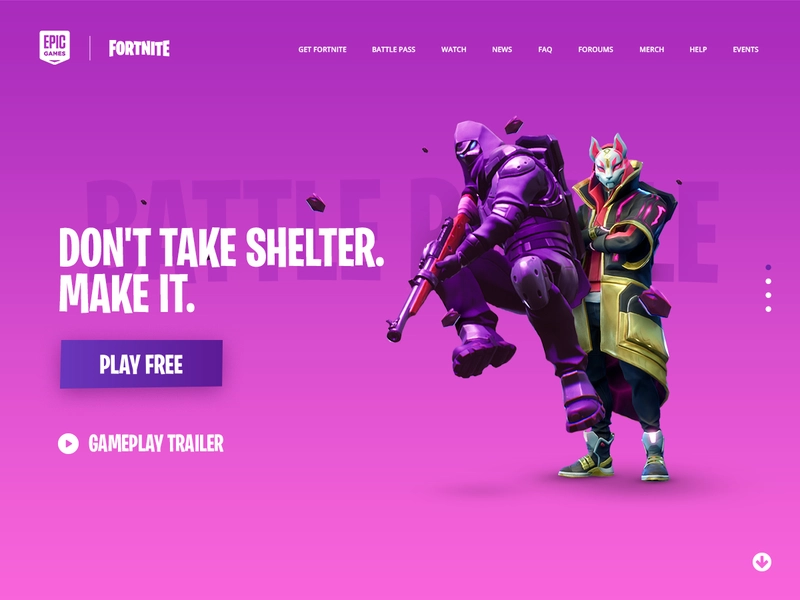 EPIC
GAMES
FORTNITE
GET FORTNITE
BATTLE PASS
WATCH
NEWS
FAQ
FOROUMS
MERCH
HELP
EVENTS
BATTLE R
LE
DON'T TAKE SHELTER.
MAKE IT.
PLAY FREE
GAMEPLAY TRAILER